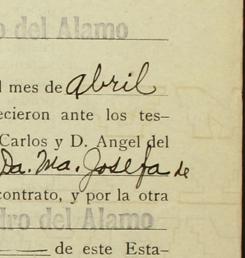 o del Alamo
l mes de abril
ecieron ante los tes-
Carlos y D. Angel del
Da. Ma. Josefa de
contrato, y por la otra
dro del Alamo
de este Esta-